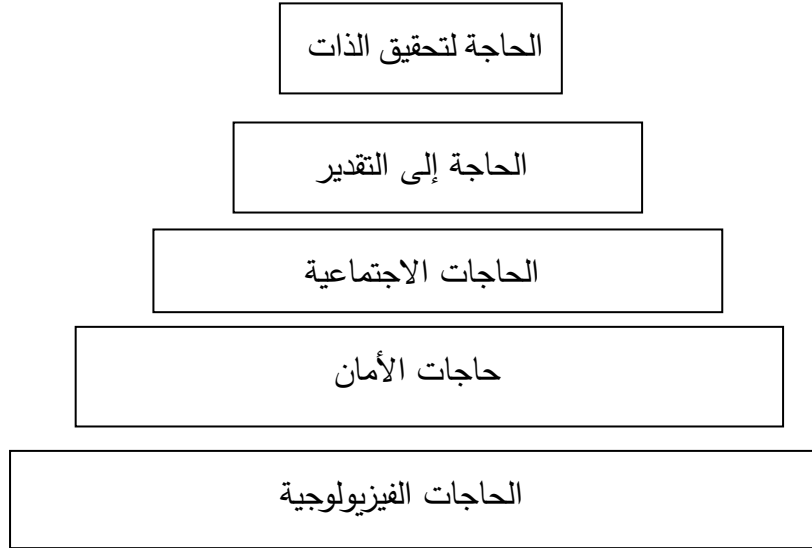 الحاجة لتحقيق الذات
الحاجة إلى التقدير
الحاجات الاجتماعية
حاجات الأمان
الحاجات الفيزيولوجية